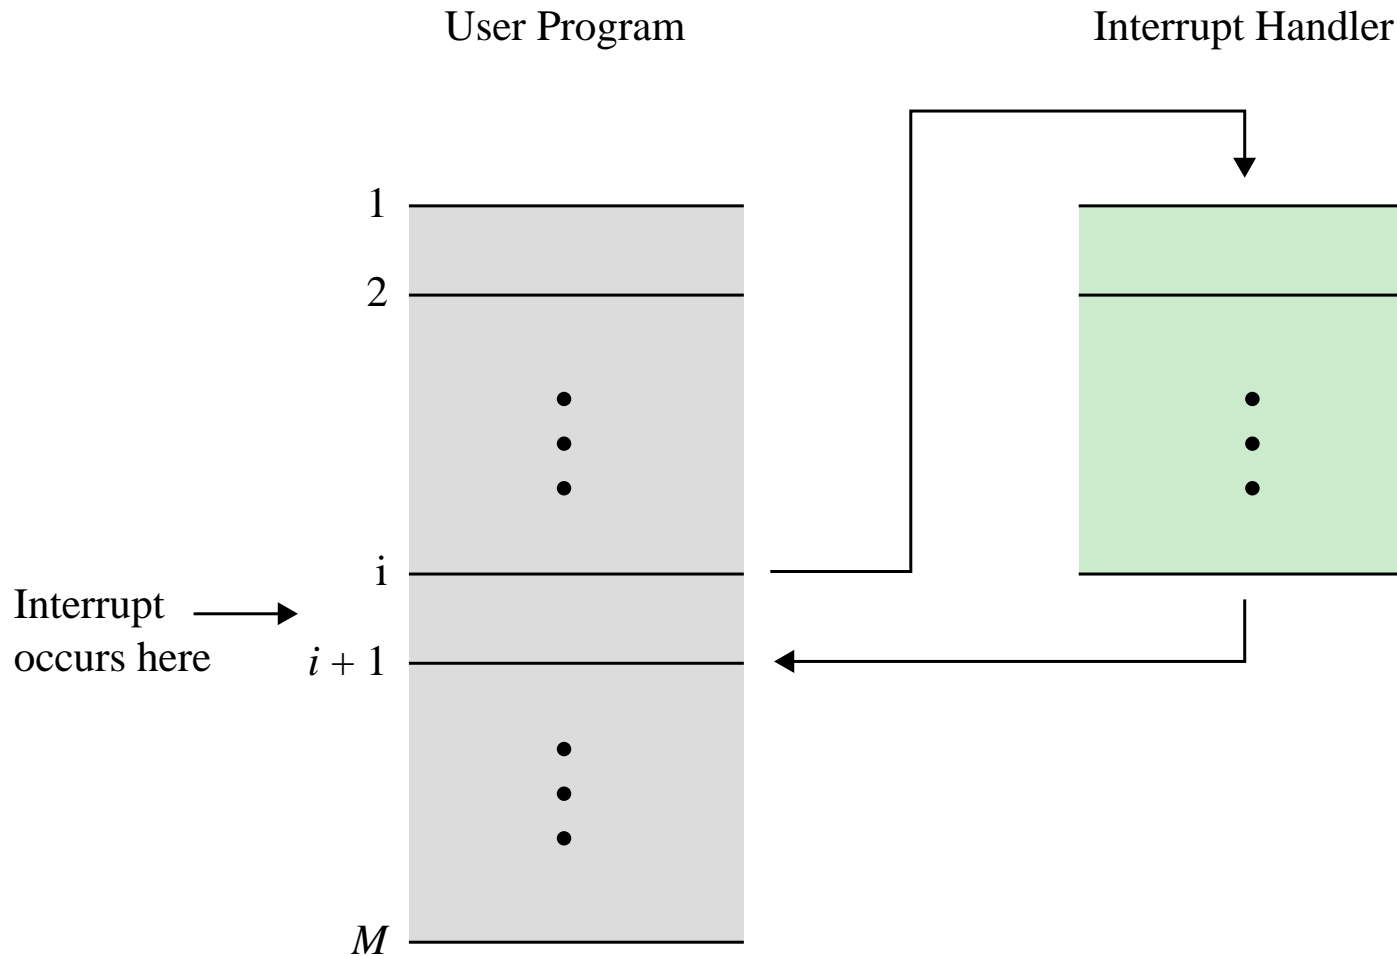 User Program
Interrupt Handler
1
2
i
Interrupt
occurs here
i + 1
M